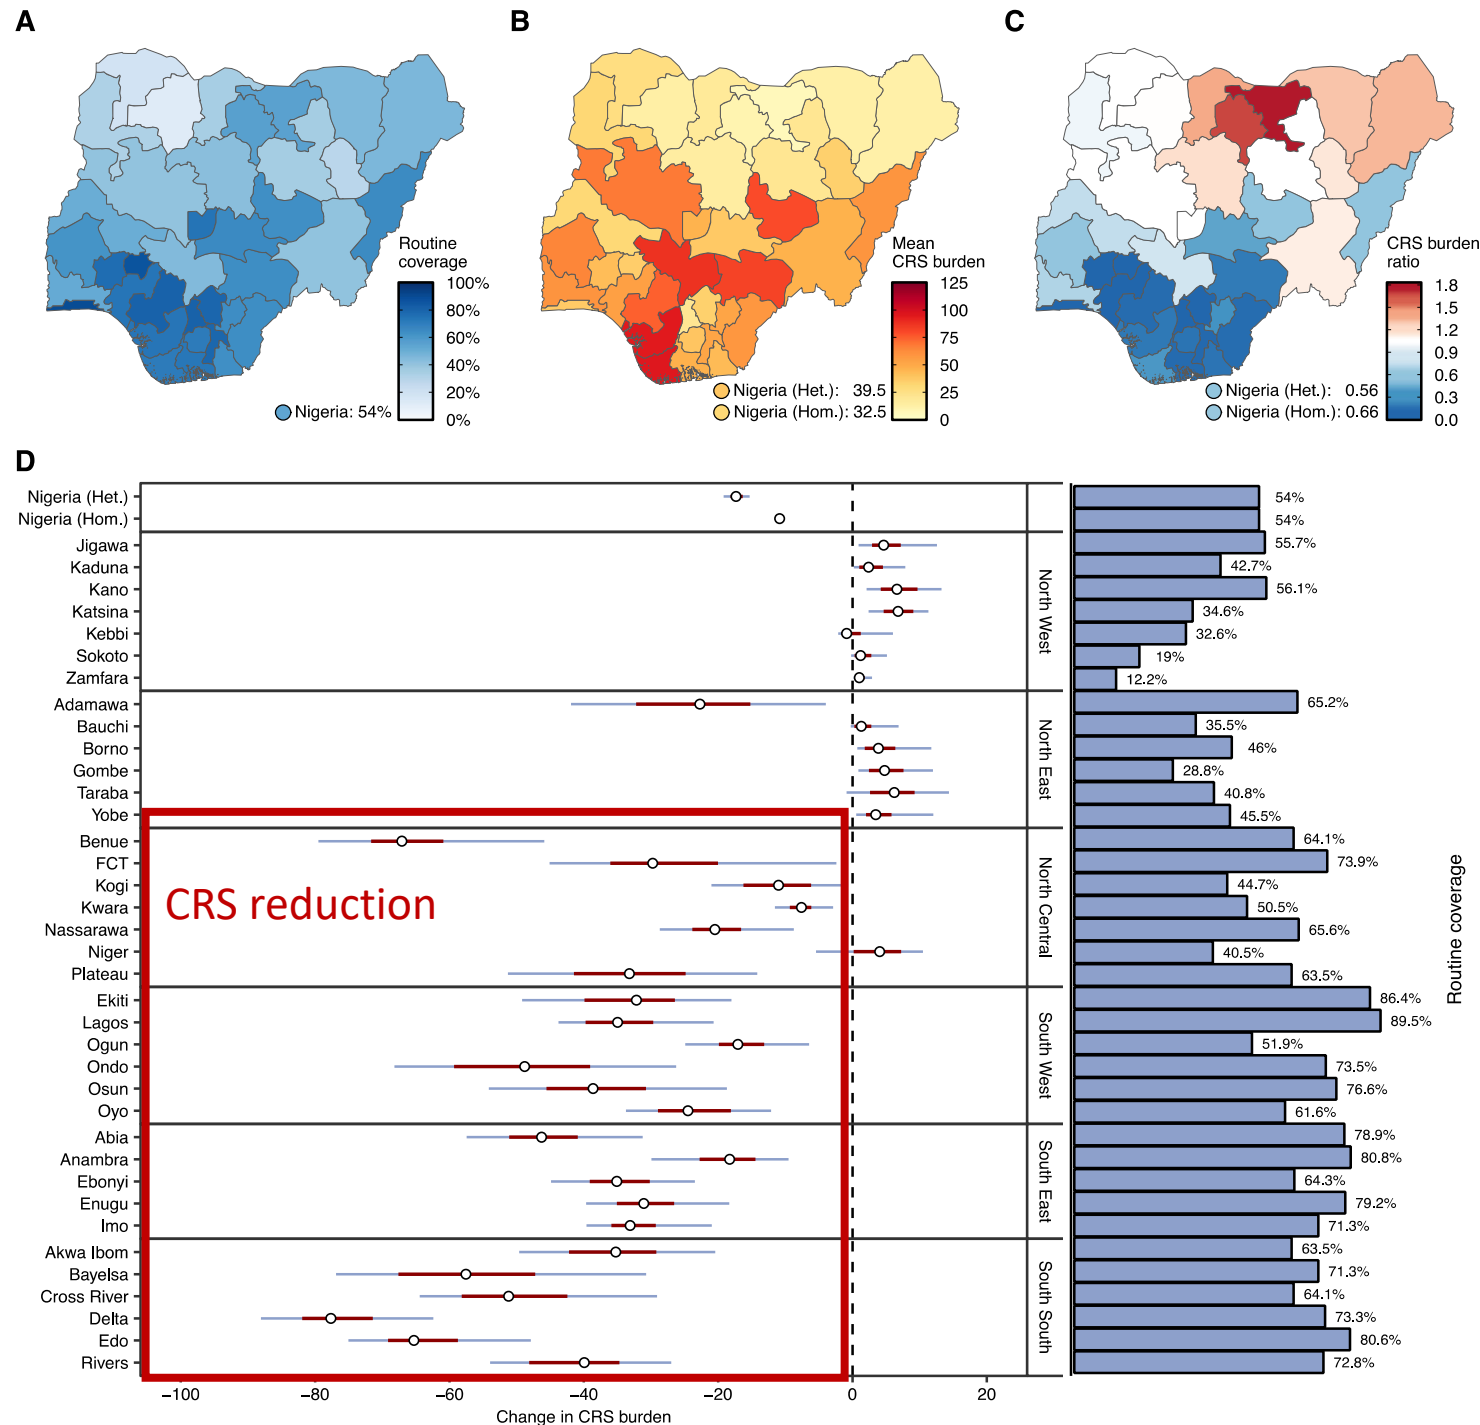 A
B
C
Routine
coverage
100%
80%
60%
40%
20%
0%
Nigeria: 54%
Mean
CRS burden
125
100
75
50
25
0
Nigeria (Het.): 39.5
Nigeria (Hom.): 32.5
CRS burden
ratio
1.8
1.5
1.2
0.9
0.6
0.3
0.0
Nigeria (Het.): 0.56
Nigeria (Hom.): 0.66
D
Nigeria (Het.) 54%
Nigeria (Hom.) 54%
Jigawa 55.7%
Kaduna 42.7%
Kano 56.1%
Katsina 34.6%
Kebbi 32.6%
Sokoto 19%
Zamfara 12.2%
North West
Adamawa 65.2%
Bauchi 35.5%
Borno 46%
Gombe 28.8%
Taraba 40.8%
Yobe 45.5%
North East
Benue 64.1%
FCT 73.9%
Kogi 44.7%
Kwara 50.5%
Nassarawa 65.6%
Niger 40.5%
Plateau 63.5%
North Central
CRS reduction
Ekiti 86.4%
Lagos 89.5%
Ogun 51.9%
Ondo 73.5%
Osun 76.6%
Oyo 61.6%
South West
Abia 78.9%
Anambra 80.8%
Ebonyi 64.3%
Enugu 79.2%
Imo 71.3%
South East
Akwa Ibom 63.5%
Bayelsa 71.3%
Cross River 64.1%
Delta 73.3%
Edo 80.6%
Rivers 72.8%
South South
Routine coverage
−100 −80 −60 −40 −20 0 20
Change in CRS burden